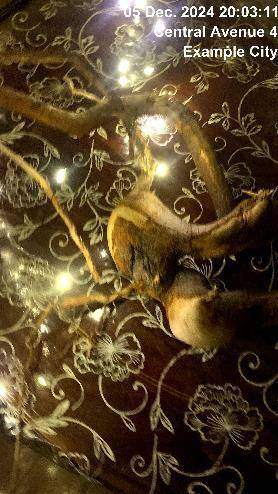 05 Dec. 2024 20:03:11
Central Avenue 4
Example City